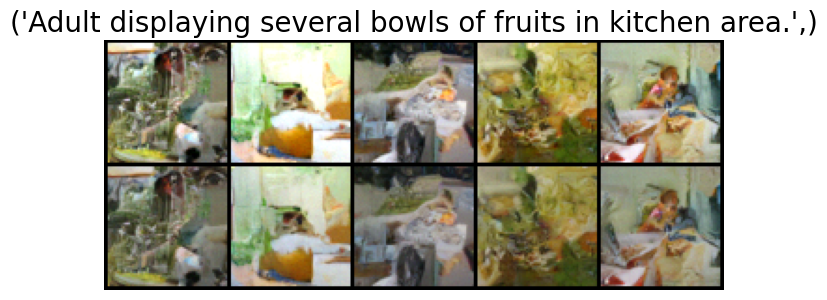 ('Adult displaying several bowls of fruits in kitchen area.',)